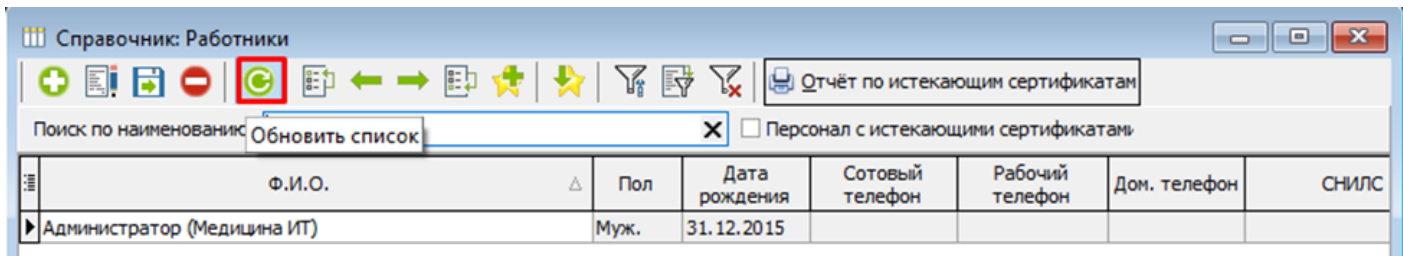 Справочник: Работники
Отчёт по истекающим сертификатам
Поиск по наименованию
Обновить список
Персонал с истекающими сертификатами
Ф.И.О.
Пол
Дата рождения
Сотовый телефон
Рабочий телефон
Дом. телефон
СНИЛС
Администратор (Медицина ИТ)
Муж.
31.12.2015